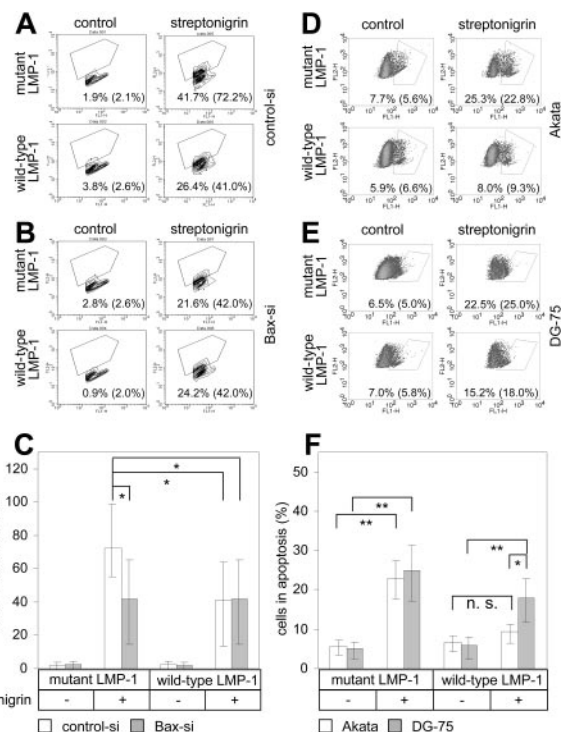 A
control
streptonigrin
mutant
LMP-1
1.9% (2.1%)
41.7% (72.2%)
wild-type
LMP-1
3.8% (2.6%)
26.4% (41.0%)
control-si
B
control
streptonigrin
mutant
LMP-1
2.8% (2.6%)
21.6% (42.0%)
wild-type
LMP-1
0.9% (2.0%)
24.2% (42.0%)
Bax-si
C
120
100
80
60
40
20
0
*
*
*
mutant LMP-1
wild-type LMP-1
nigrin
- + - +
control-si
Bax-si
D
control
streptonigrin
mutant
LMP-1
7.7% (5.6%)
25.3% (22.8%)
wild-type
LMP-1
5.9% (6.6%)
8.0% (9.3%)
FL2-H
FL1-H
Akata
E
control
streptonigrin
mutant
LMP-1
6.5% (5.0%)
22.5% (25.0%)
wild-type
LMP-1
7.0% (5.8%)
15.2% (18.0%)
FL2-H
FL1-H
DG-75
F
cells in apoptosis (%)
50
40
30
20
10
0
**
**
**
*
n. s.
mutant LMP-1
wild-type LMP-1
- + - +
Akata
DG-75